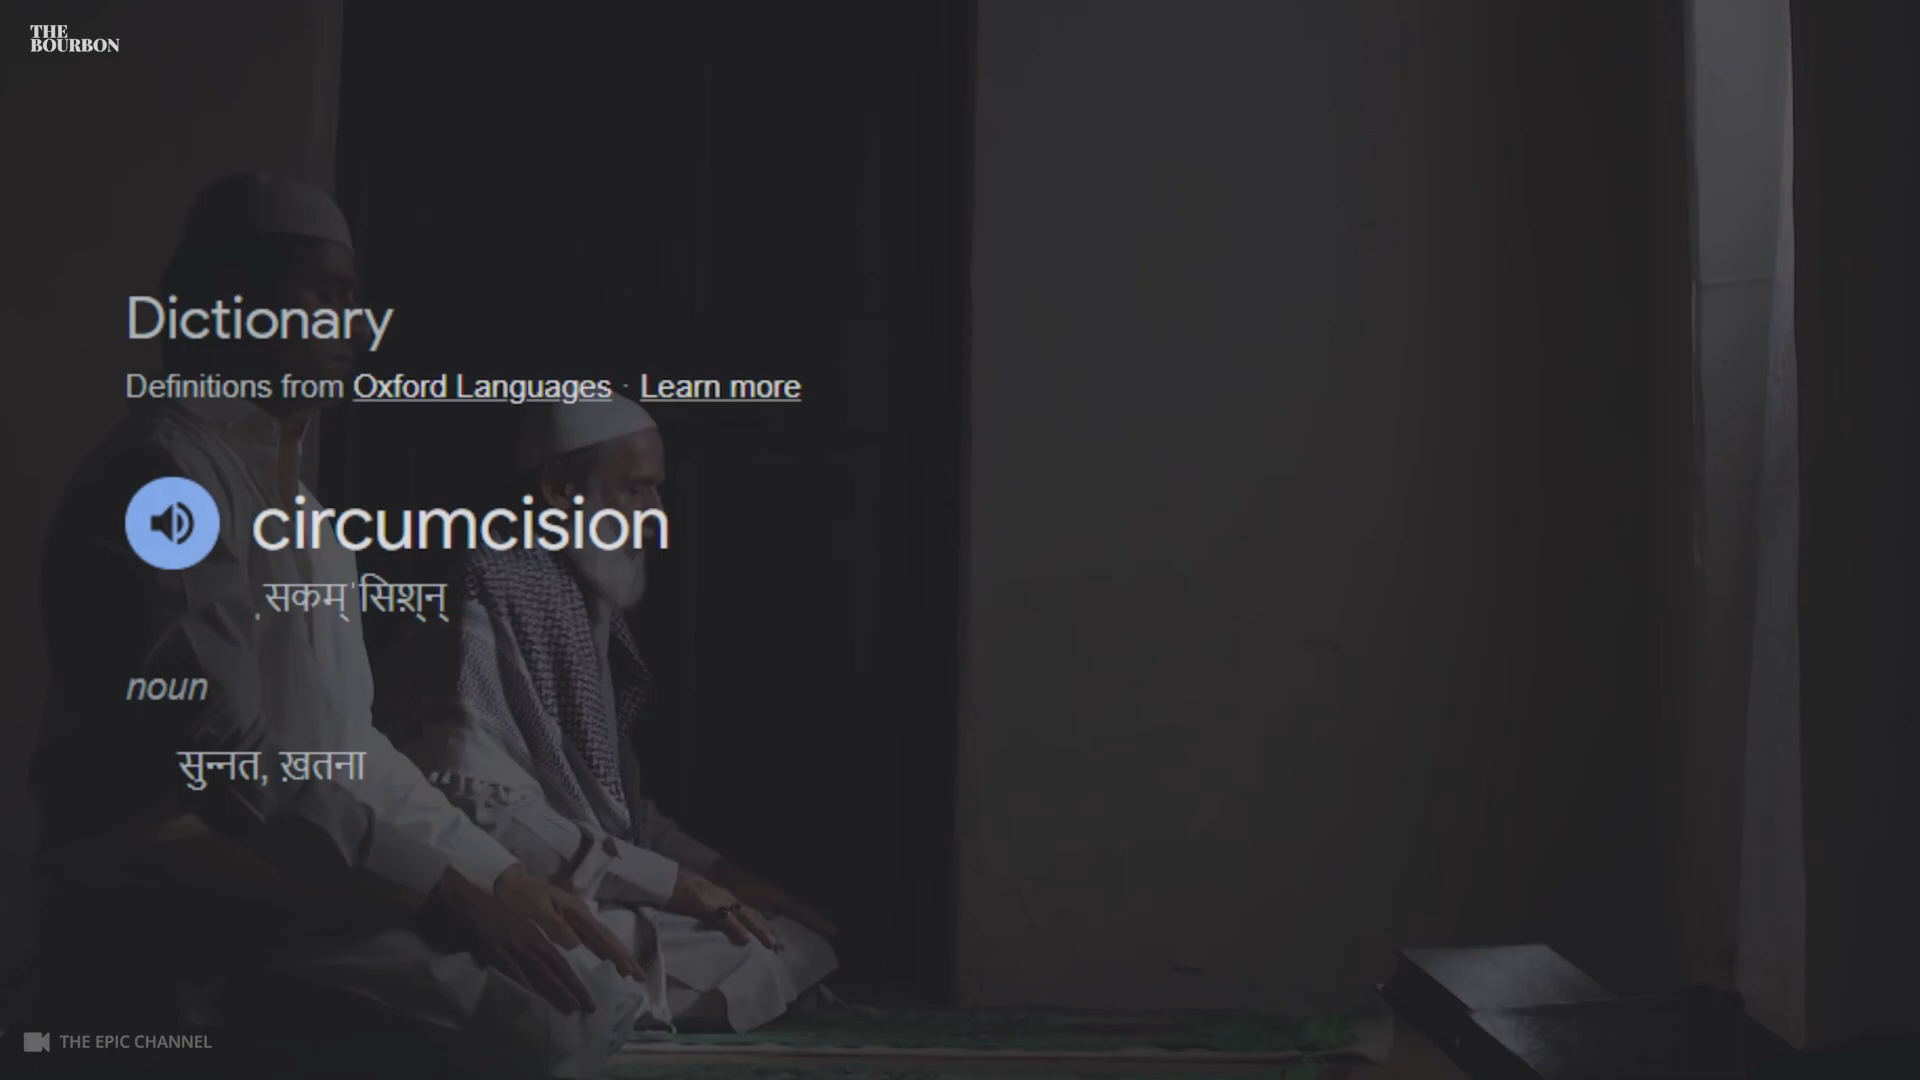 THE
BOURBON
Dictionary
Definitions from Oxford Languages · Learn more
circumcision
ˌसकम्ˈसिश़्न्
noun
सुन्नत, ख़तना
THE EPIC CHANNEL